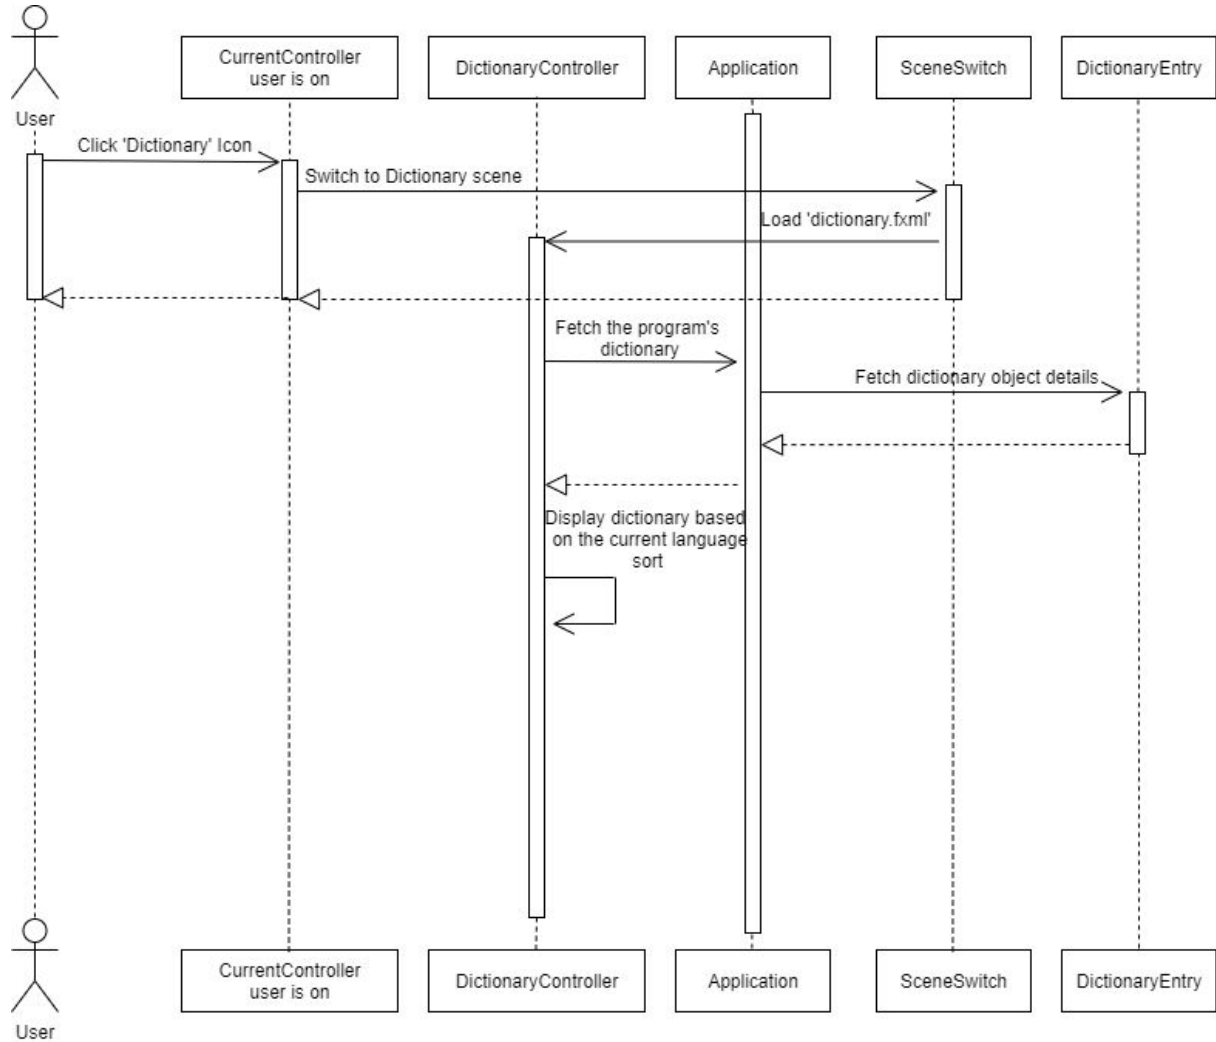 CurrentController
user is on
DictionaryController
Application
SceneSwitch
DictionaryEntry
User
Click 'Dictionary' Icon
Switch to Dictionary scene
Load 'dictionary.fxml'
Fetch the program's
dictionary
Fetch dictionary object details
Display dictionary based
on the current language
sort
CurrentController
user is on
DictionaryController
Application
SceneSwitch
DictionaryEntry
User